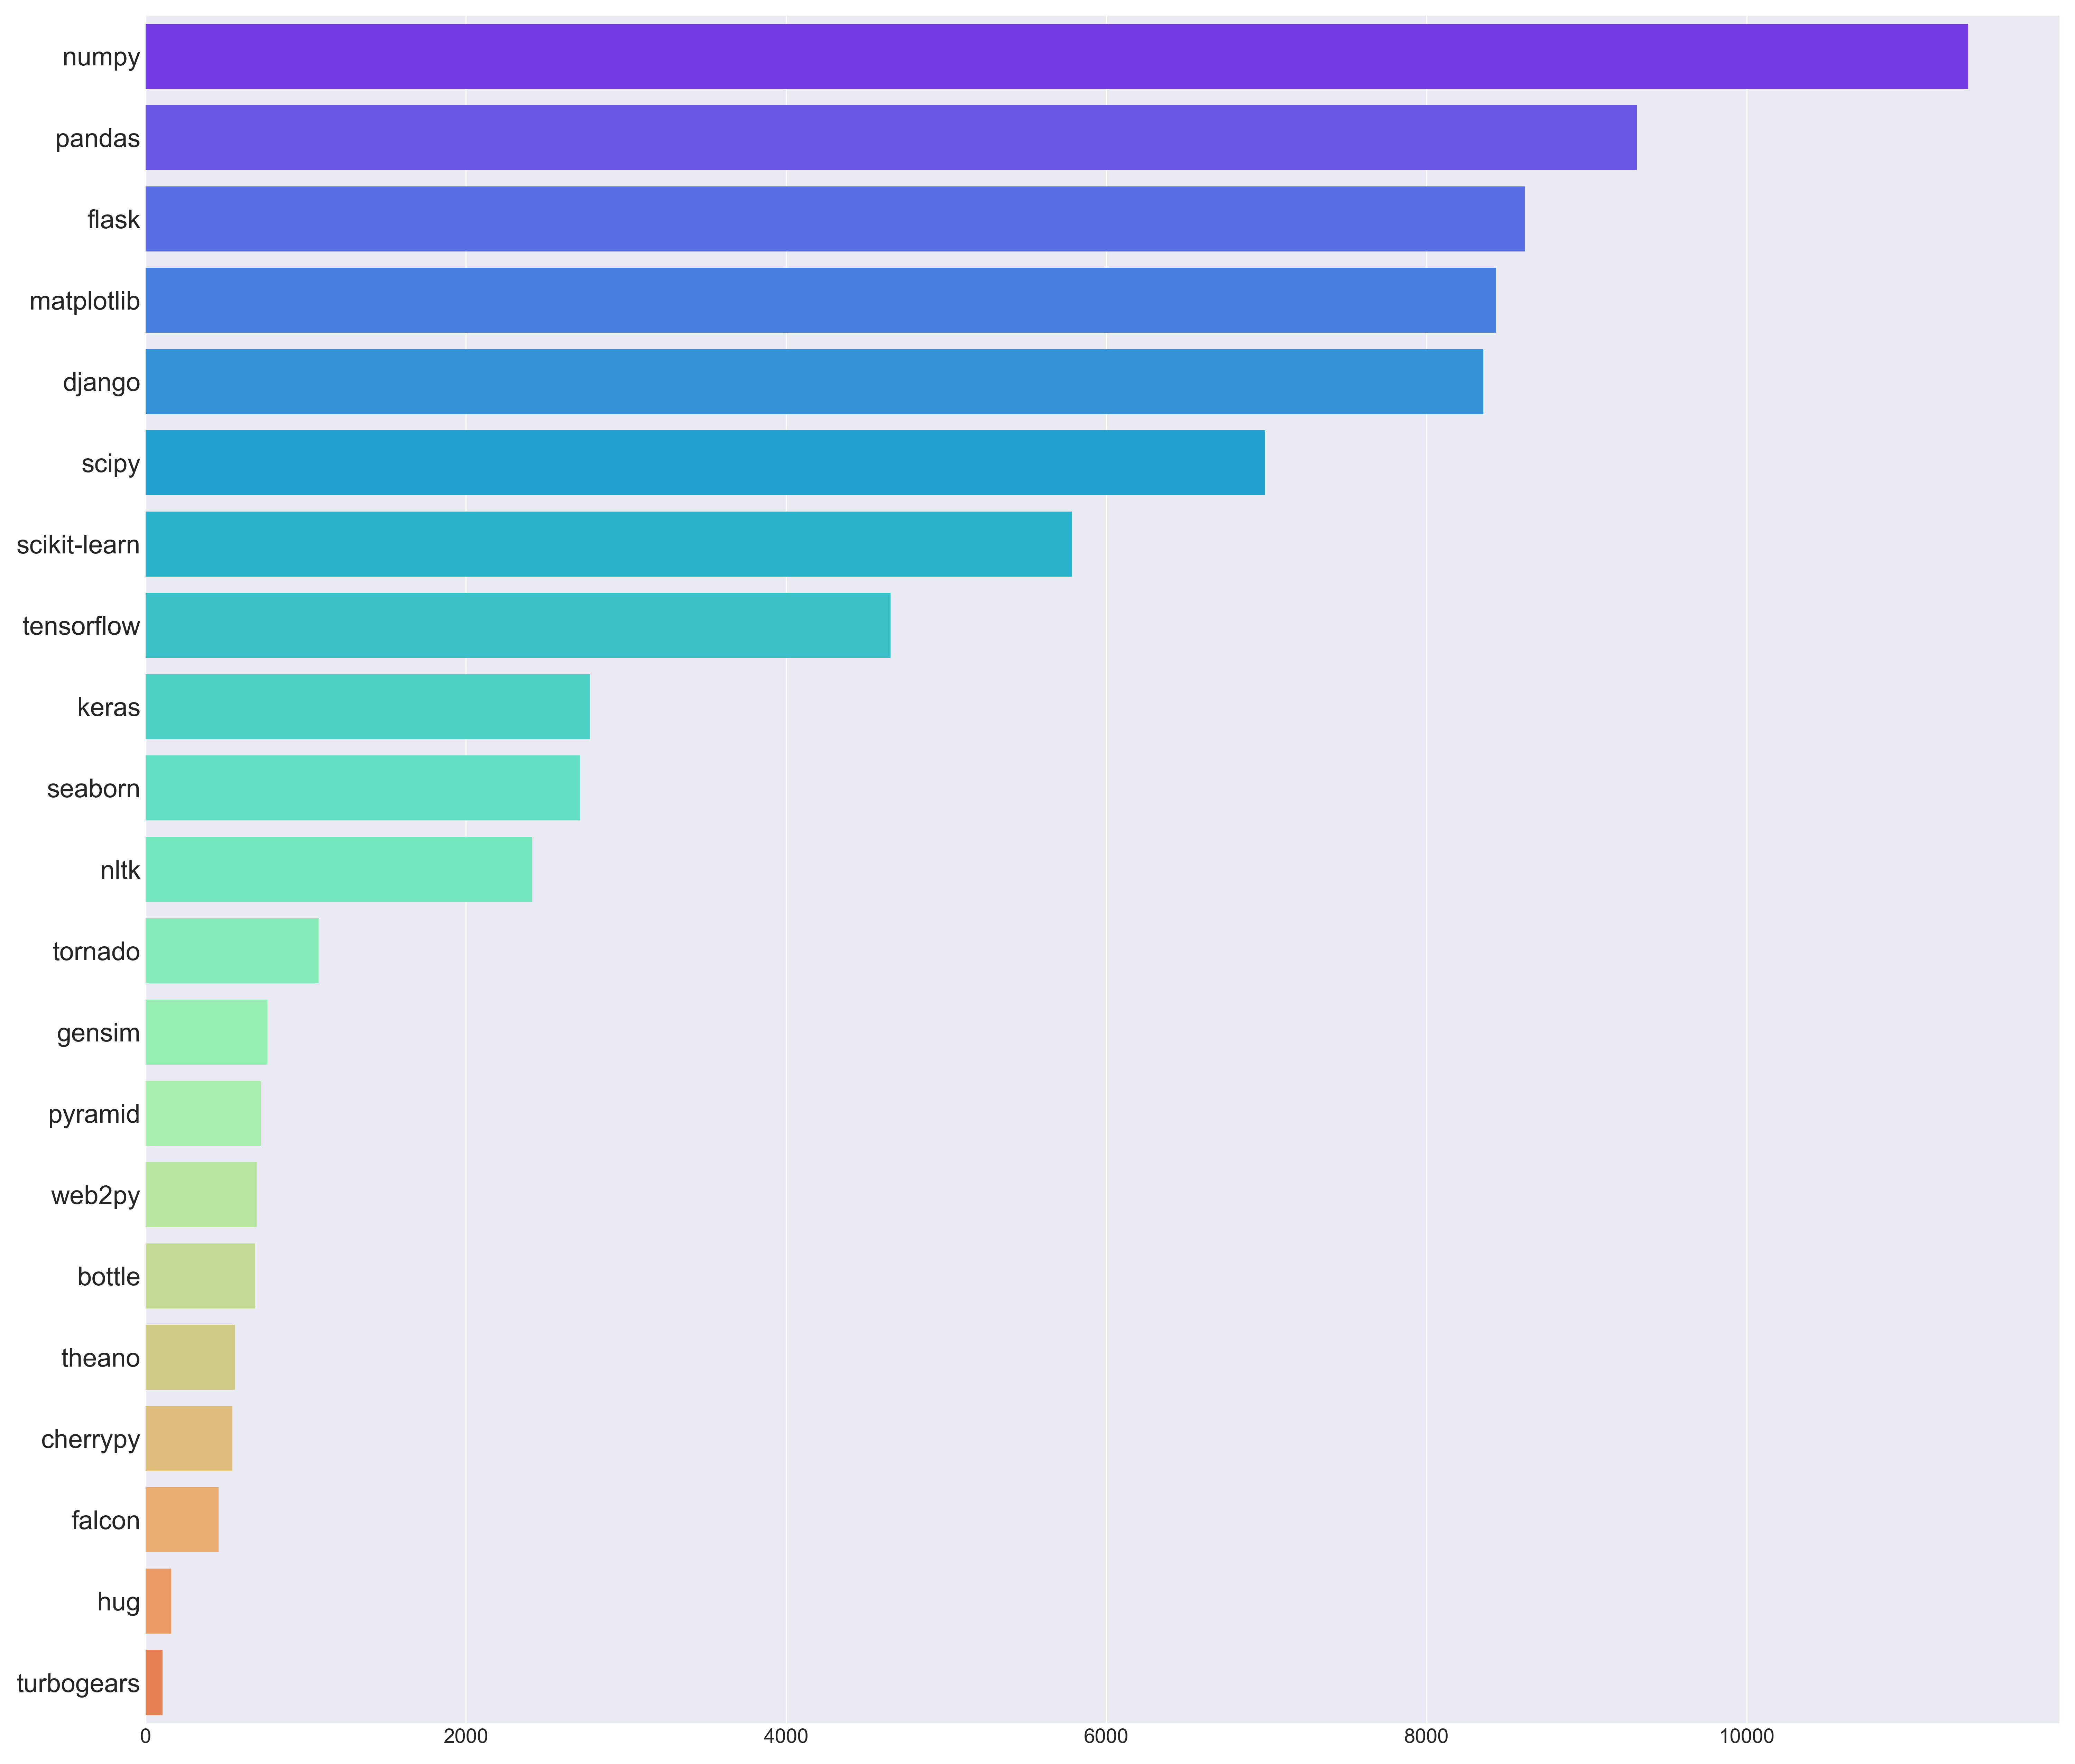 numpy
pandas
flask
matplotlib
django
scipy
scikit-learn
tensorflow
keras
seaborn
nltk
tornado
gensim
pyramid
web2py
bottle
theano
cherrypy
falcon
hug
turbogears
0 2000 4000 6000 8000 10000